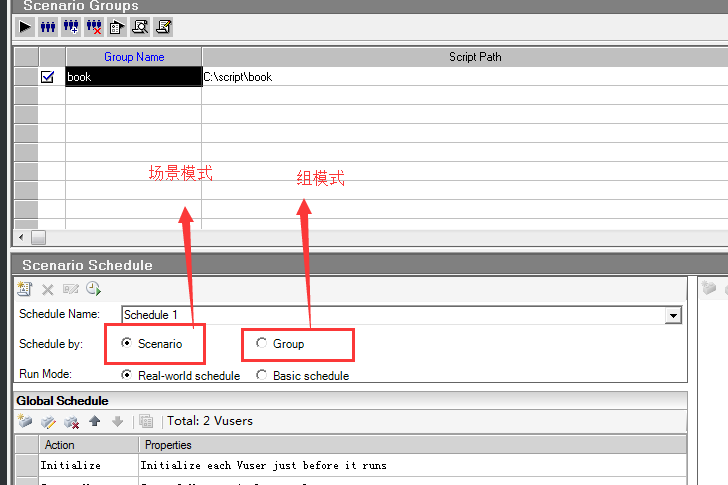 Scenario Groups
Group Name
Script Path
book
C:\script\book
场景模式
组模式
Scenario Schedule
Schedule Name:
Schedule 1
Schedule by:
Scenario
Group
Run Mode:
Real-world schedule
Basic schedule
Global Schedule
Total: 2 Vusers
Action
Properties
Initialize
Initialize each Vuser just before it runs